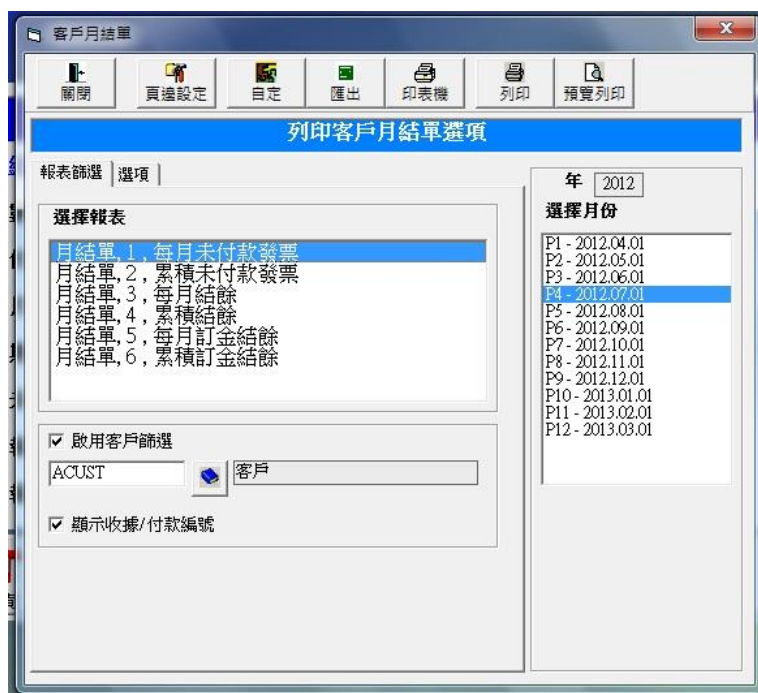 客戶月結單
關閉 頁邊設定 自定 匯出 印表機 列印 預覽列印
列印客戶月結單選項
報表篩選 選項
選擇報表
月結單,1,每月未付款發票
月結單,2,累積未付款發票
月結單,3,每月結餘
月結單,4,累積結餘
月結單,5,每月訂金結餘
月結單,6,累積訂金結餘
啟用客戶篩選
ACUST 客戶
顯示收據/付款編號
年 2012
選擇月份
P1 - 2012.04.01
P2 - 2012.05.01
P3 - 2012.06.01
P4 - 2012.07.01
P5 - 2012.08.01
P6 - 2012.09.01
P7 - 2012.10.01
P8 - 2012.11.01
P9 - 2012.12.01
P10 - 2013.01.01
P11 - 2013.02.01
P12 - 2013.03.01